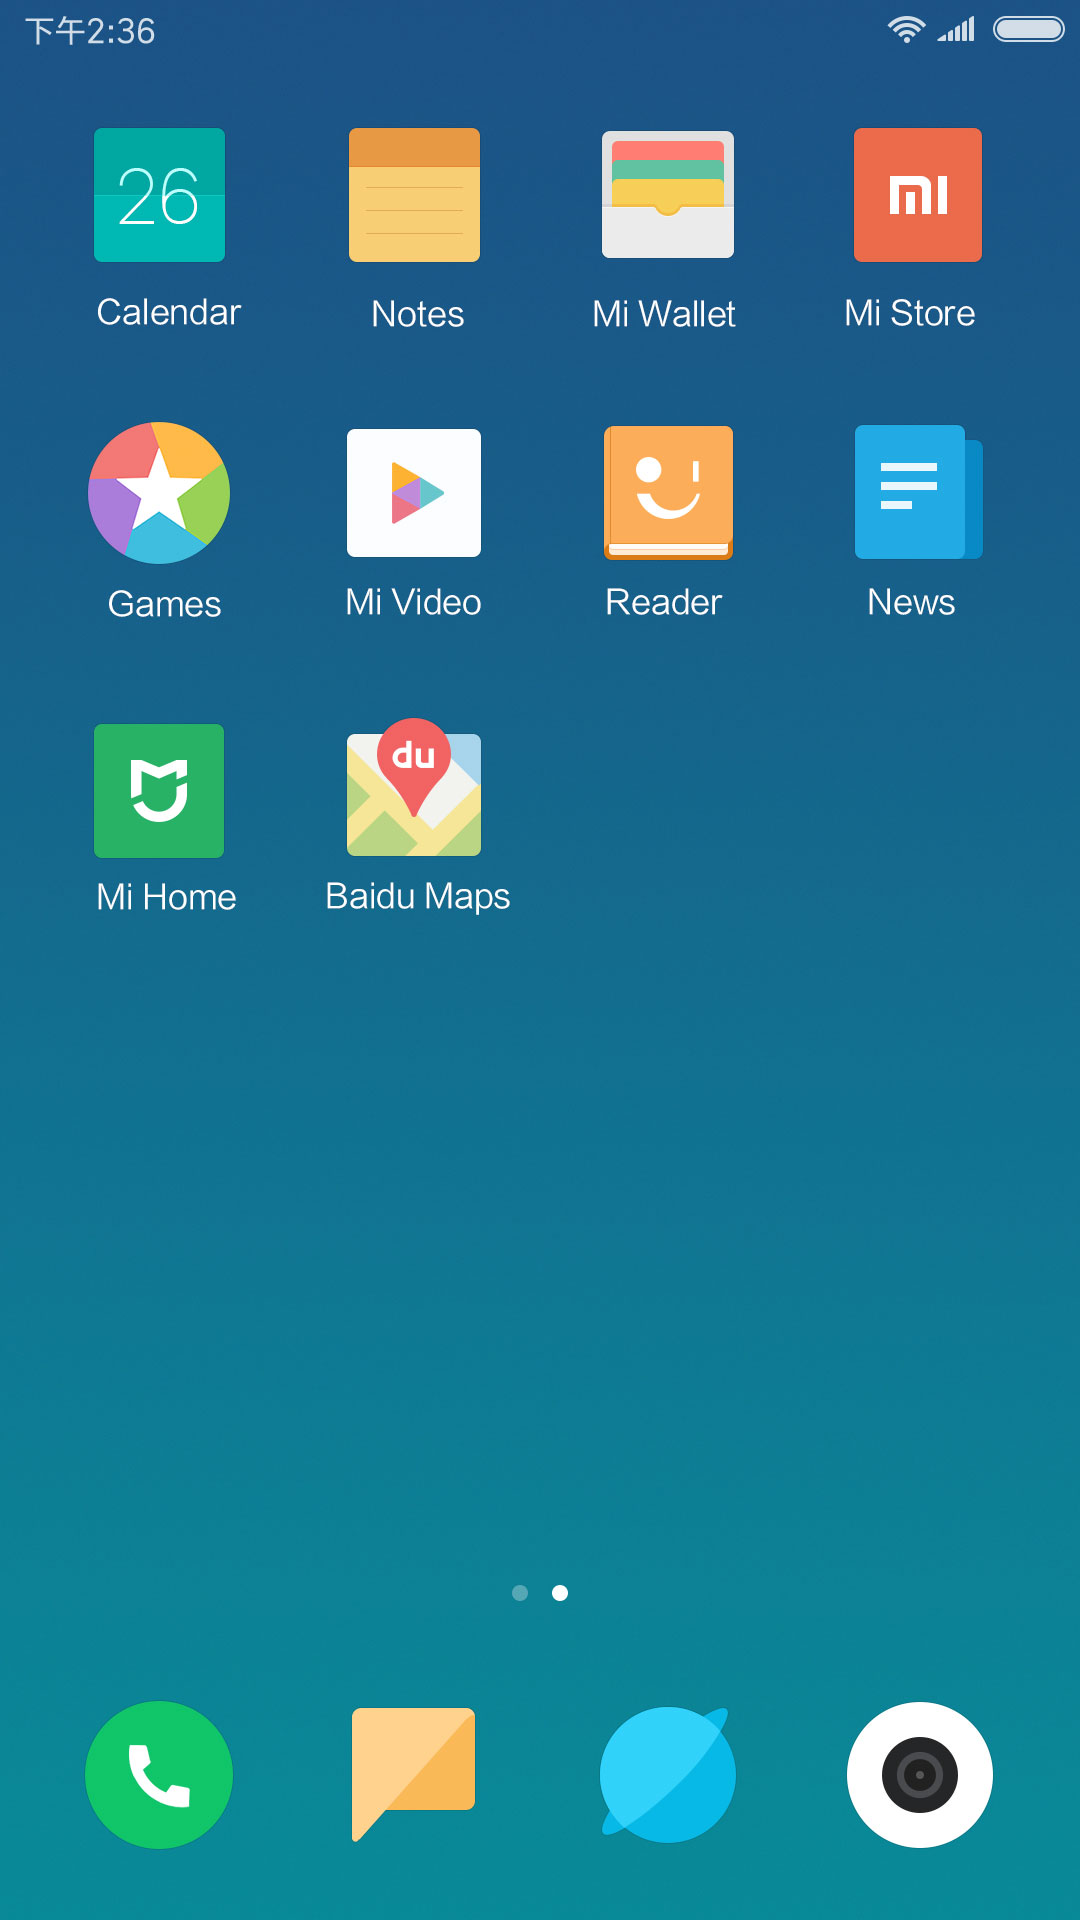 下午2:36
26
mi
Calendar Notes Mi Wallet Mi Store
Games Mi Video Reader News
du
Mi Home Baidu Maps